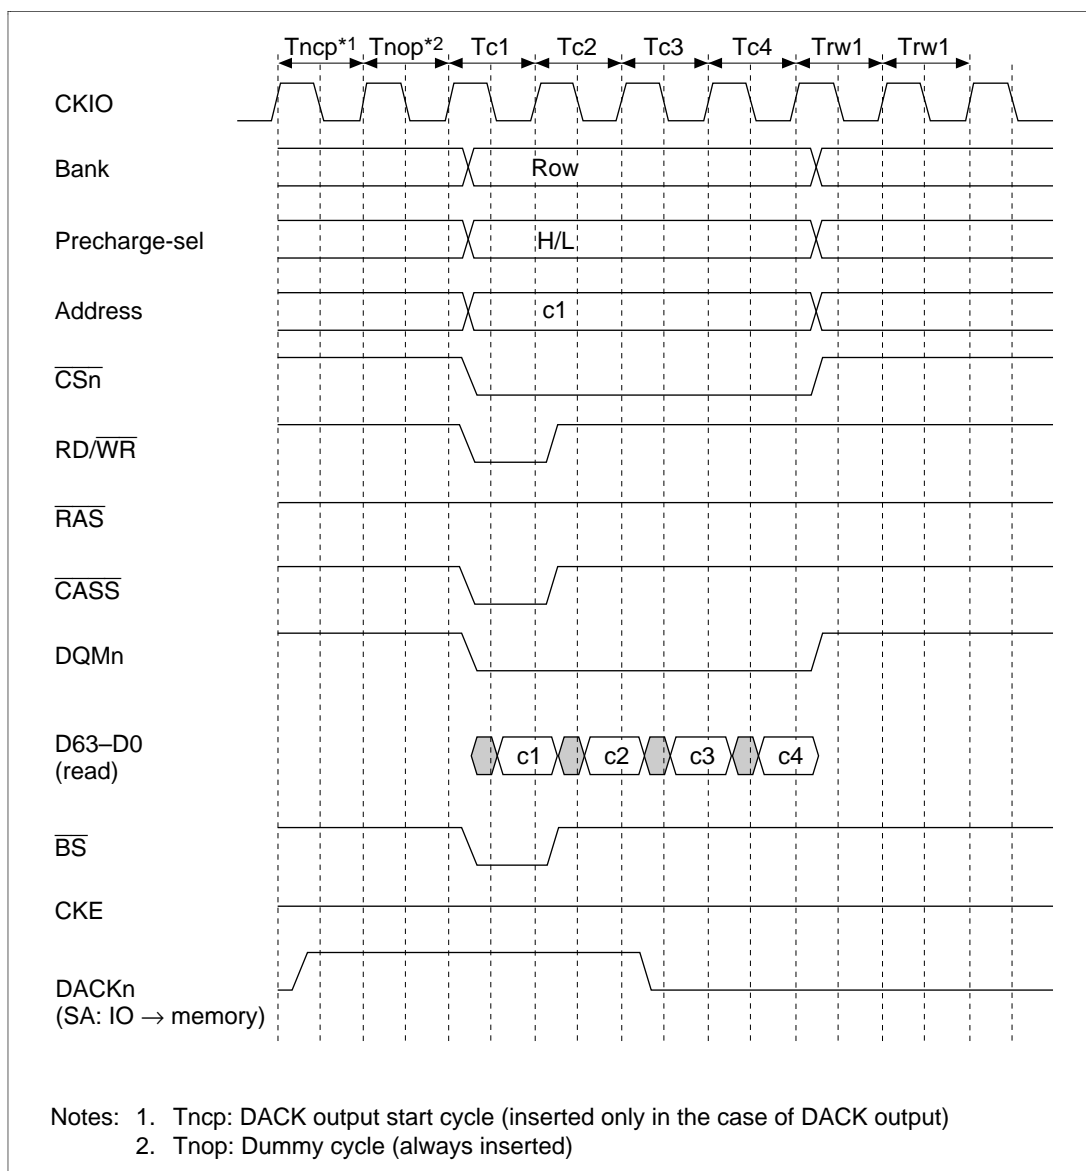 Tncp*1 Tnop*2 Tc1 Tc2 Tc3 Tc4 Trw1 Trw1
CKIO
Bank Row
Precharge-sel H/L
Address c1
CSn
RD/WR
RAS
CASS
DQMn
D63–D0
(read) c1 c2 c3 c4
BS
CKE
DACKn
(SA: IO → memory)
Notes: 1. Tncp: DACK output start cycle (inserted only in the case of DACK output)
2. Tnop: Dummy cycle (always inserted)